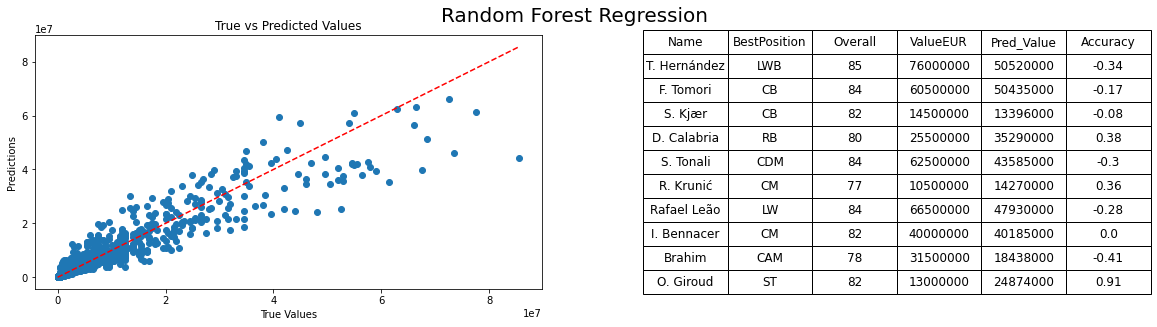 Random Forest Regression
True vs Predicted Values
1e7
8
6
4
2
0
Predictions
0 2 4 6 8
True Values
1e7
Name BestPosition Overall ValueEUR Pred_Value Accuracy
T. Hernández LWB 85 76000000 50520000 -0.34
F. Tomori CB 84 60500000 50435000 -0.17
S. Kjær CB 82 14500000 13396000 -0.08
D. Calabria RB 80 25500000 35290000 0.38
S. Tonali CDM 84 62500000 43585000 -0.3
R. Krunić CM 77 10500000 14270000 0.36
Rafael Leão LW 84 66500000 47930000 -0.28
I. Bennacer CM 82 40000000 40185000 0.0
Brahim CAM 78 31500000 18438000 -0.41
O. Giroud ST 82 13000000 24874000 0.91